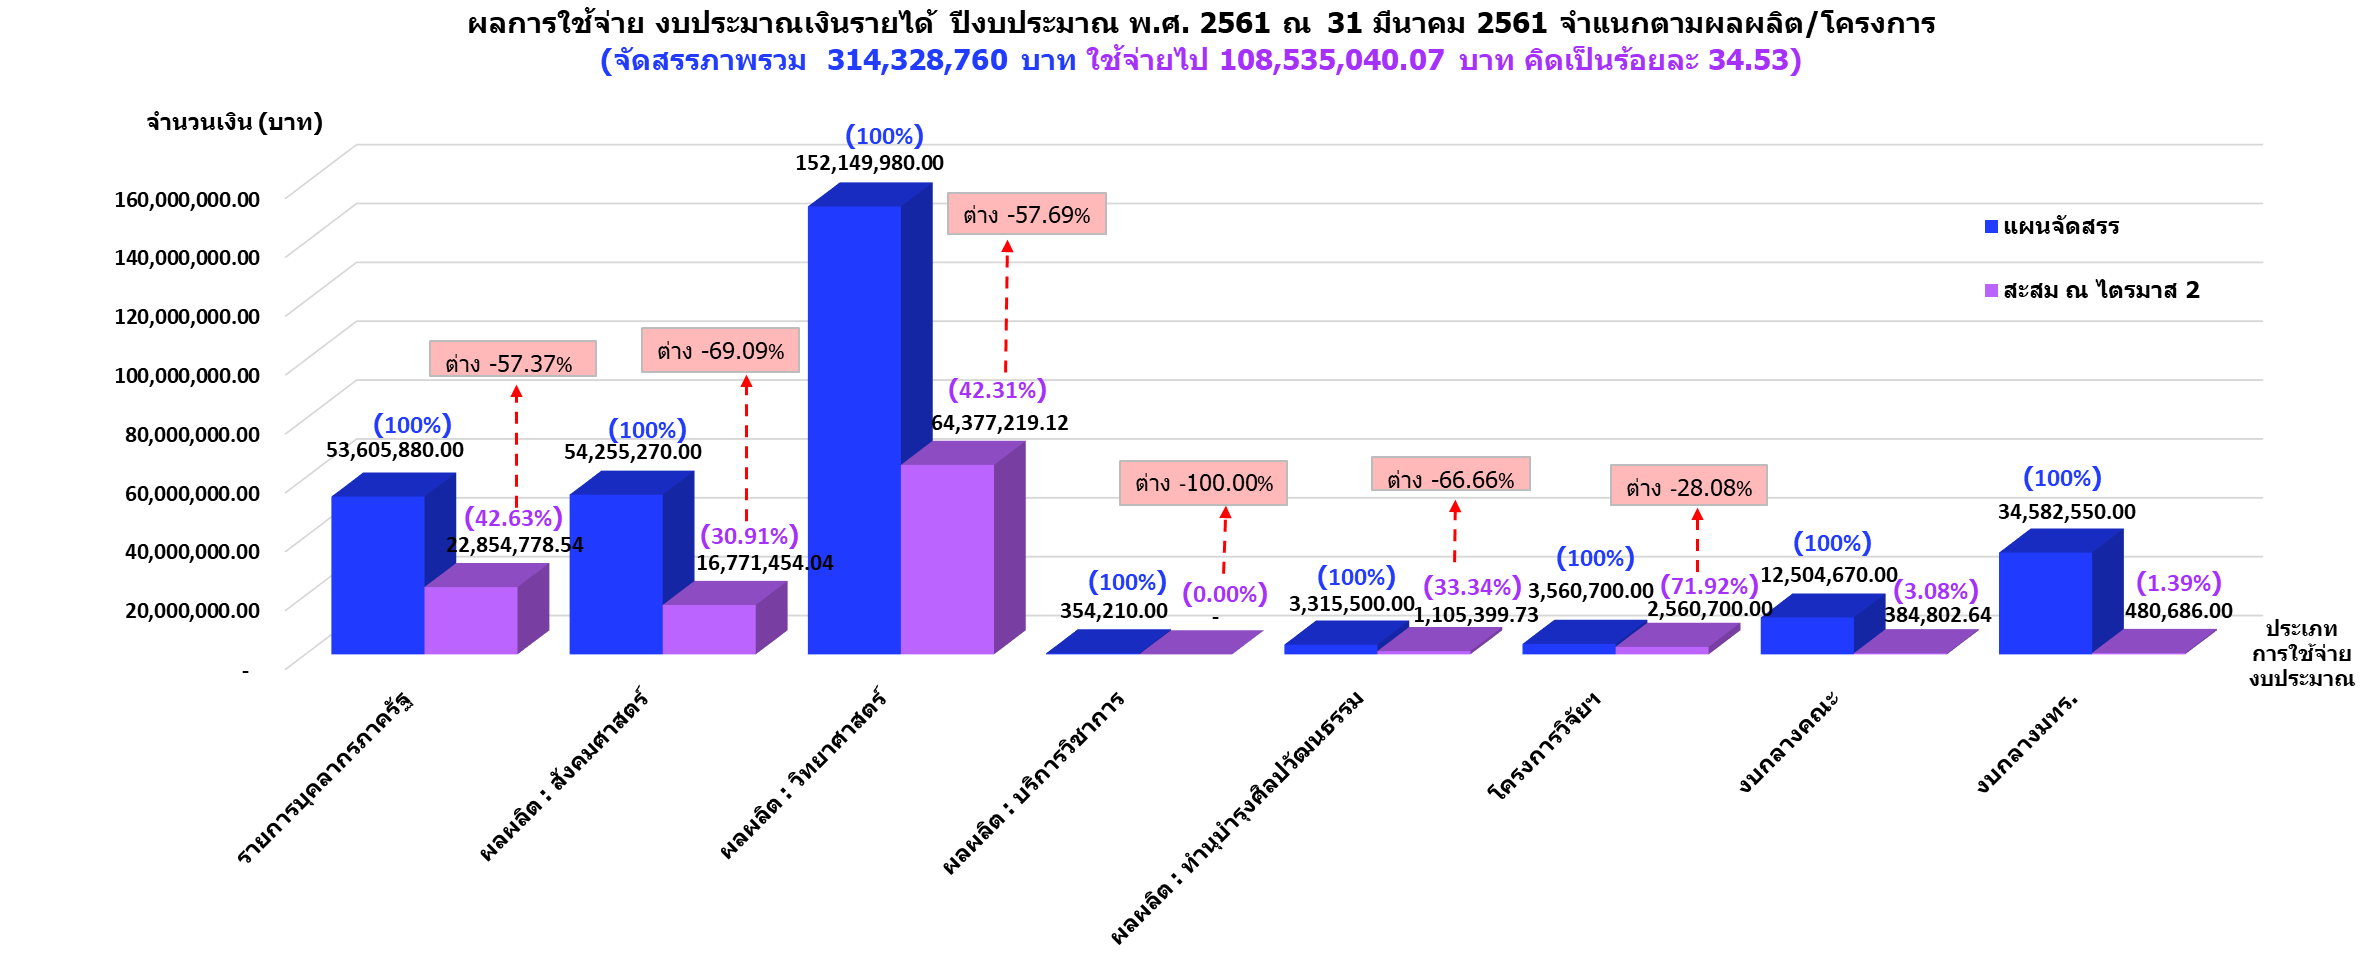 ผลการใช้จ่าย งบประมาณเงินรายได้ ปีงบประมาณ พ.ศ. 2561 ณ 31 มีนาคม 2561 จำแนกตามผลผลิต/โครงการ
(จัดสรรภาพรวม 314,328,760 บาท ใช้จ่ายไป 108,535,040.07 บาท คิดเป็นร้อยละ 34.53)
จำนวนเงิน (บาท)
160,000,000.00
140,000,000.00
120,000,000.00
100,000,000.00
80,000,000.00
60,000,000.00
40,000,000.00
20,000,000.00
-
(100%)
53,605,880.00
ต่าง -57.37%
(42.63%)
22,854,778.54
(100%)
54,255,270.00
ต่าง -69.09%
(30.91%)
16,771,454.04
(100%)
152,149,980.00
ต่าง -57.69%
(42.31%)
64,377,219.12
(100%)
354,210.00
ต่าง -100.00%
(0.00%)
-
(100%)
3,315,500.00
ต่าง -66.66%
(33.34%)
1,105,399.73
(100%)
3,560,700.00
ต่าง -28.08%
(71.92%)
2,560,700.00
(100%)
12,504,670.00
(3.08%)
384,802.64
(100%)
34,582,550.00
(1.39%)
480,686.00
แผนจัดสรร
สะสม ณ ไตรมาส 2
ประเภท
การใช้จ่าย
งบประมาณ
รายการบุคลากรภาครัฐ
ผลผลิต : สังคมศาสตร์
ผลผลิต : วิทยาศาสตร์
ผลผลิต : บริการวิชาการ
ผลผลิต : ทำนุบำรุงศิลปวัฒนธรรม
โครงการวิจัยฯ
งบกลางคณะ
งบกลางมทร.